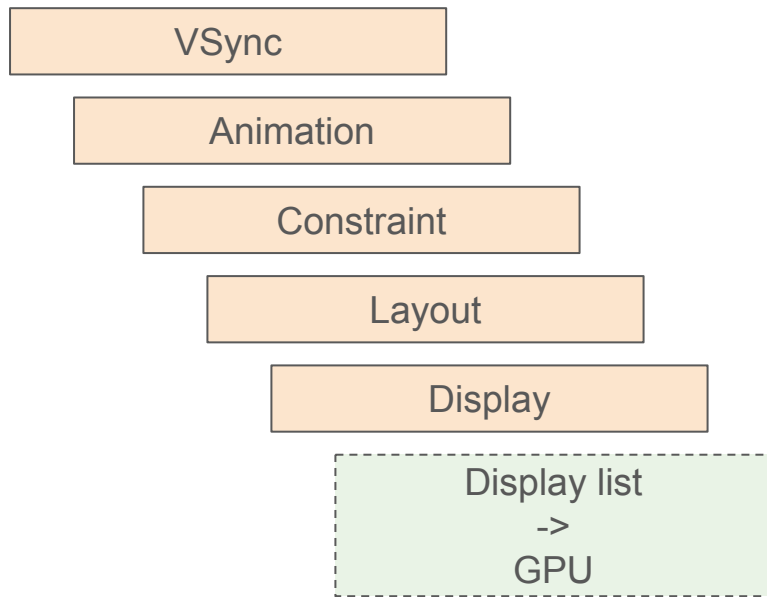 VSync
Animation
Constraint
Layout
Display
Display list
->
GPU